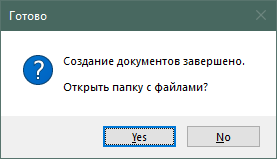 Готово
Создание документов завершено.
Открыть папку с файлами?
Yes
No